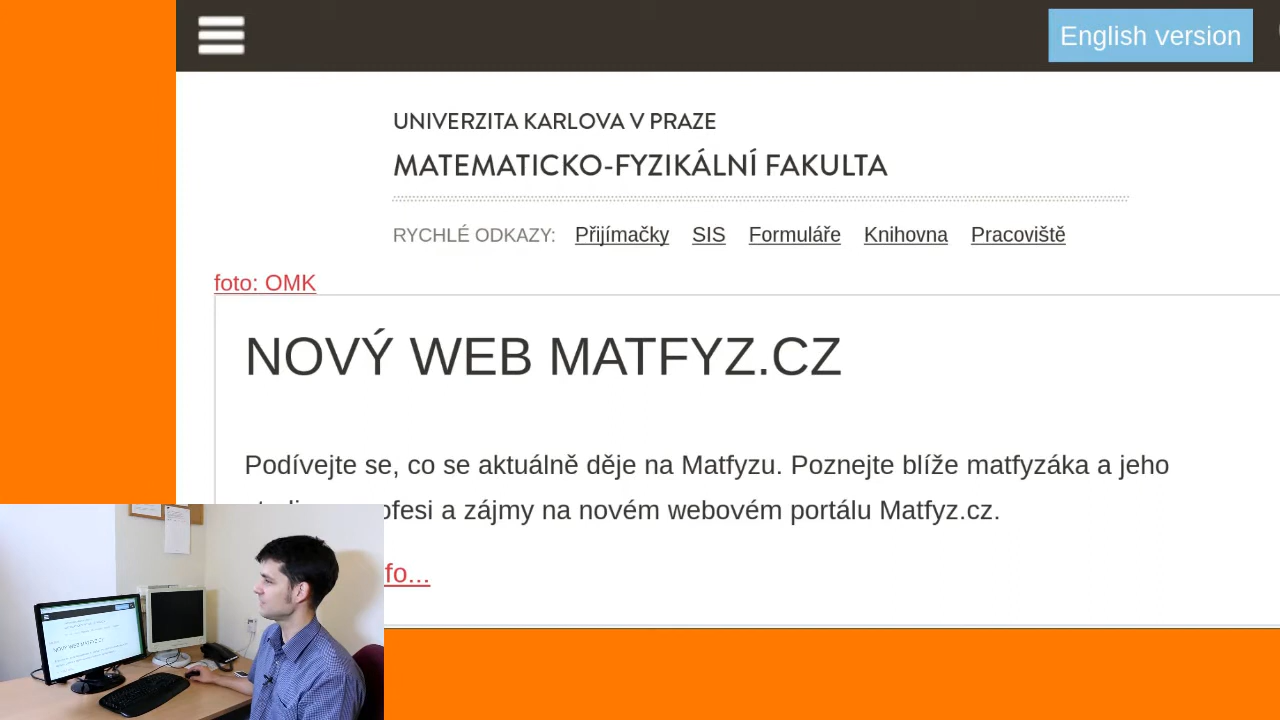 English version
UNIVERZITA KARLOVA V PRAZE
MATEMATICKO-FYZIKÁLNÍ FAKULTA
RYCHLÉ ODKAZY: Přijímačky SIS Formuláře Knihovna Pracoviště
foto: OMK
NOVÝ WEB MATFYZ.CZ
Podívejte se, co se aktuálně děje na Matfyzu. Poznejte blíže matfyzáka a jeho
a zájmy na novém webovém portálu Matfyz.cz.